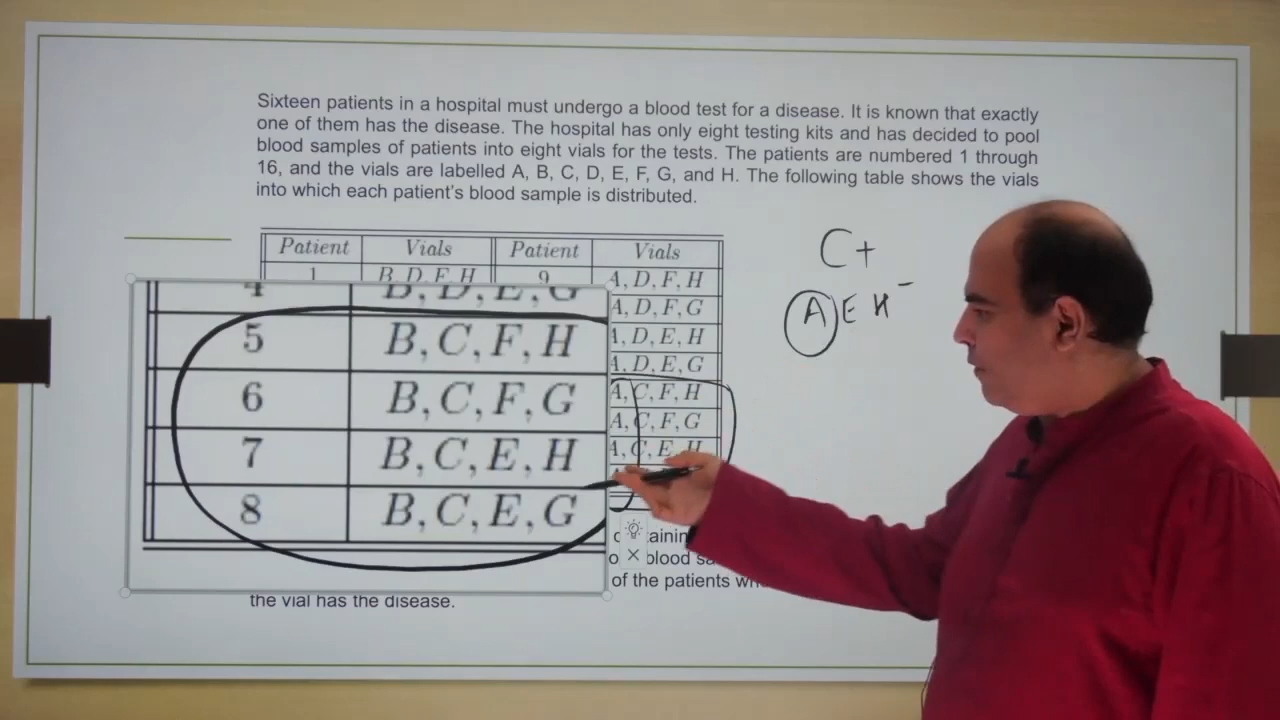 Sixteen patients in a hospital must undergo a blood test for a disease. It is known that exactly
one of them has the disease. The hospital has only eight testing kits and has decided to pool
blood samples of patients into eight vials for the tests. The patients are numbered 1 through
16, and the vials are labelled A, B, C, D, E, F, G, and H. The following table shows the vials
into which each patient's blood sample is distributed.
Patient Vials Patient Vials
1 B, D, F, H 9 A, D, F, H
A, D, F, G
A, D, E, H
A, D, E, G
A, C, F, H
A, C, F, G
A, C, E, H
4 B, D, E, G
5 B, C, F, H
6 B, C, F, G
7 B, C, E, H
8 B, C, E, G
blood
of the patients
the vial has the disease.
C+
A E H -